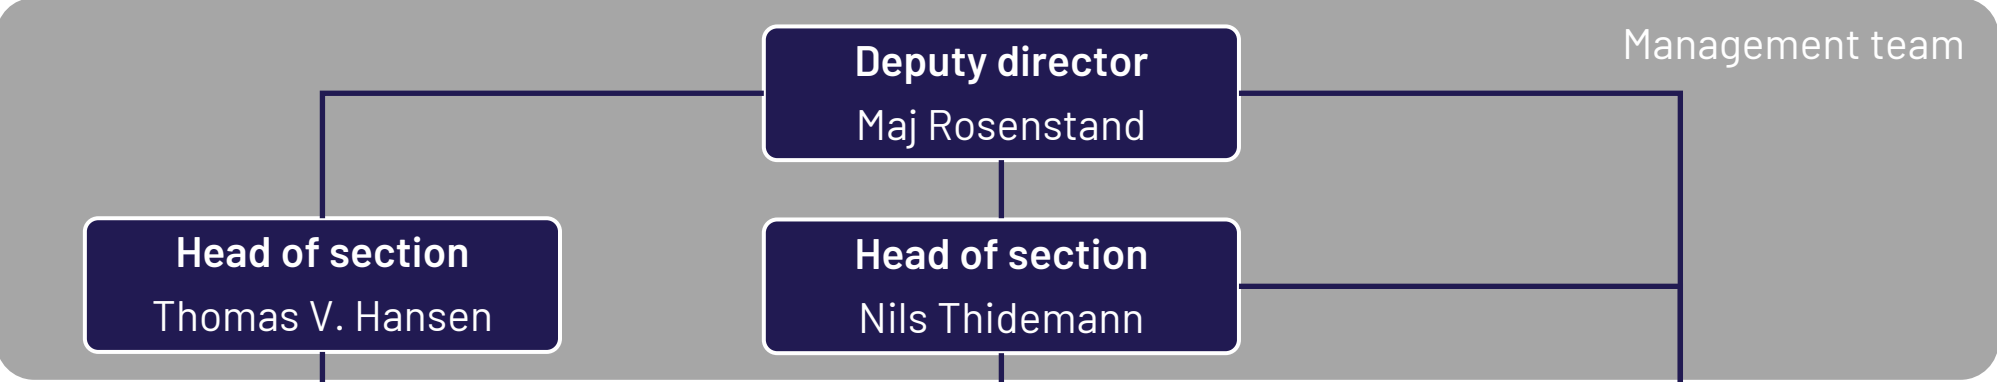 Management team
Deputy director
Maj Rosenstand
Head of section
Thomas V. Hansen
Head of section
Nils Thidemann